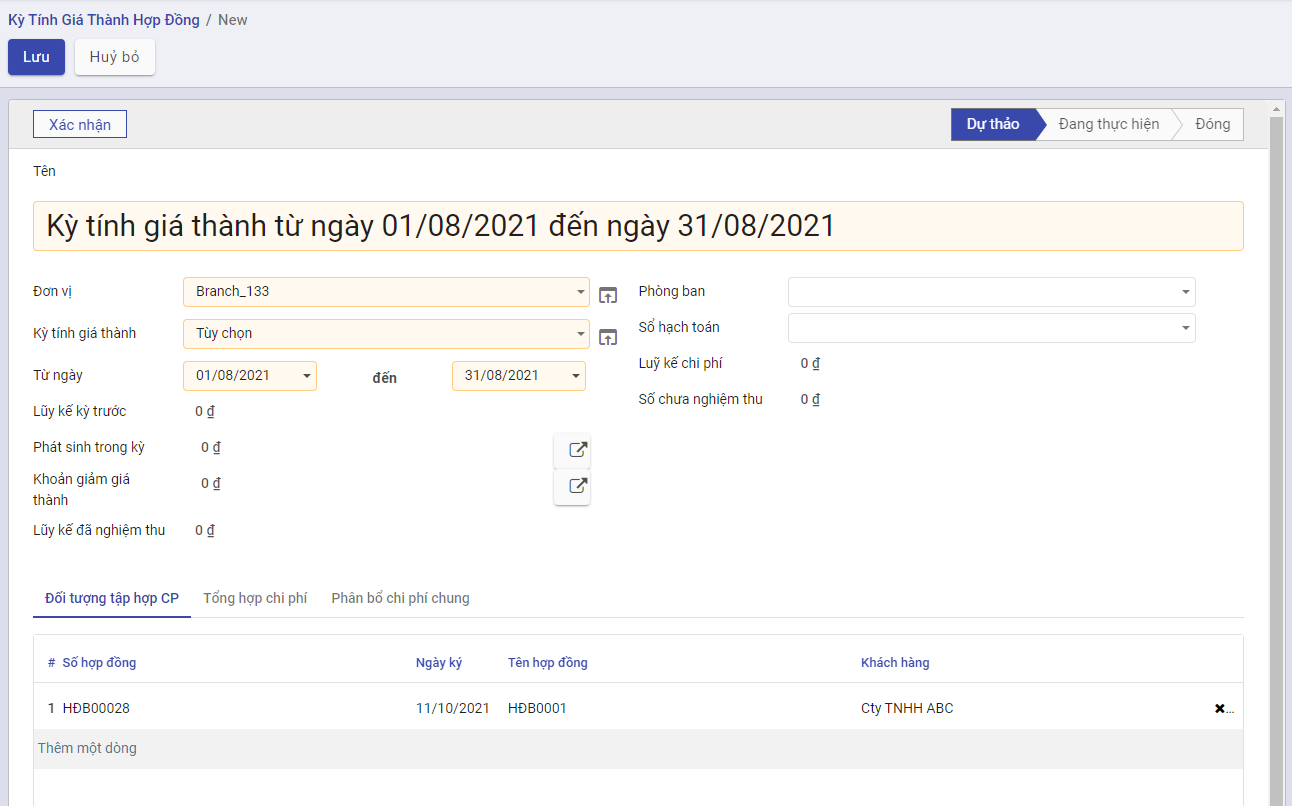 Kỳ Tính Giá Thành Hợp Đồng / New
Lưu
Huỷ bỏ
Xác nhận
Dự thảo
Đang thực hiện
Đóng
Tên
Kỳ tính giá thành từ ngày 01/08/2021 đến ngày 31/08/2021
Đơn vị
Branch_133
Kỳ tính giá thành
Tùy chọn
Từ ngày
01/08/2021
đến
31/08/2021
Lũy kế kỳ trước
0 ₫
Phát sinh trong kỳ
0 ₫
Khoản giảm giá
thành
0 ₫
Lũy kế đã nghiệm thu
0 ₫
Phòng ban
Sổ hạch toán
Luỹ kế chi phí
0 ₫
Số chưa nghiệm thu
0 ₫
Đối tượng tập hợp CP
Tổng hợp chi phí
Phân bổ chi phí chung
# Số hợp đồng Ngày ký Tên hợp đồng Khách hàng
1 HĐB00028 11/10/2021 HĐB0001 Cty TNHH ABC ✖...
Thêm một dòng